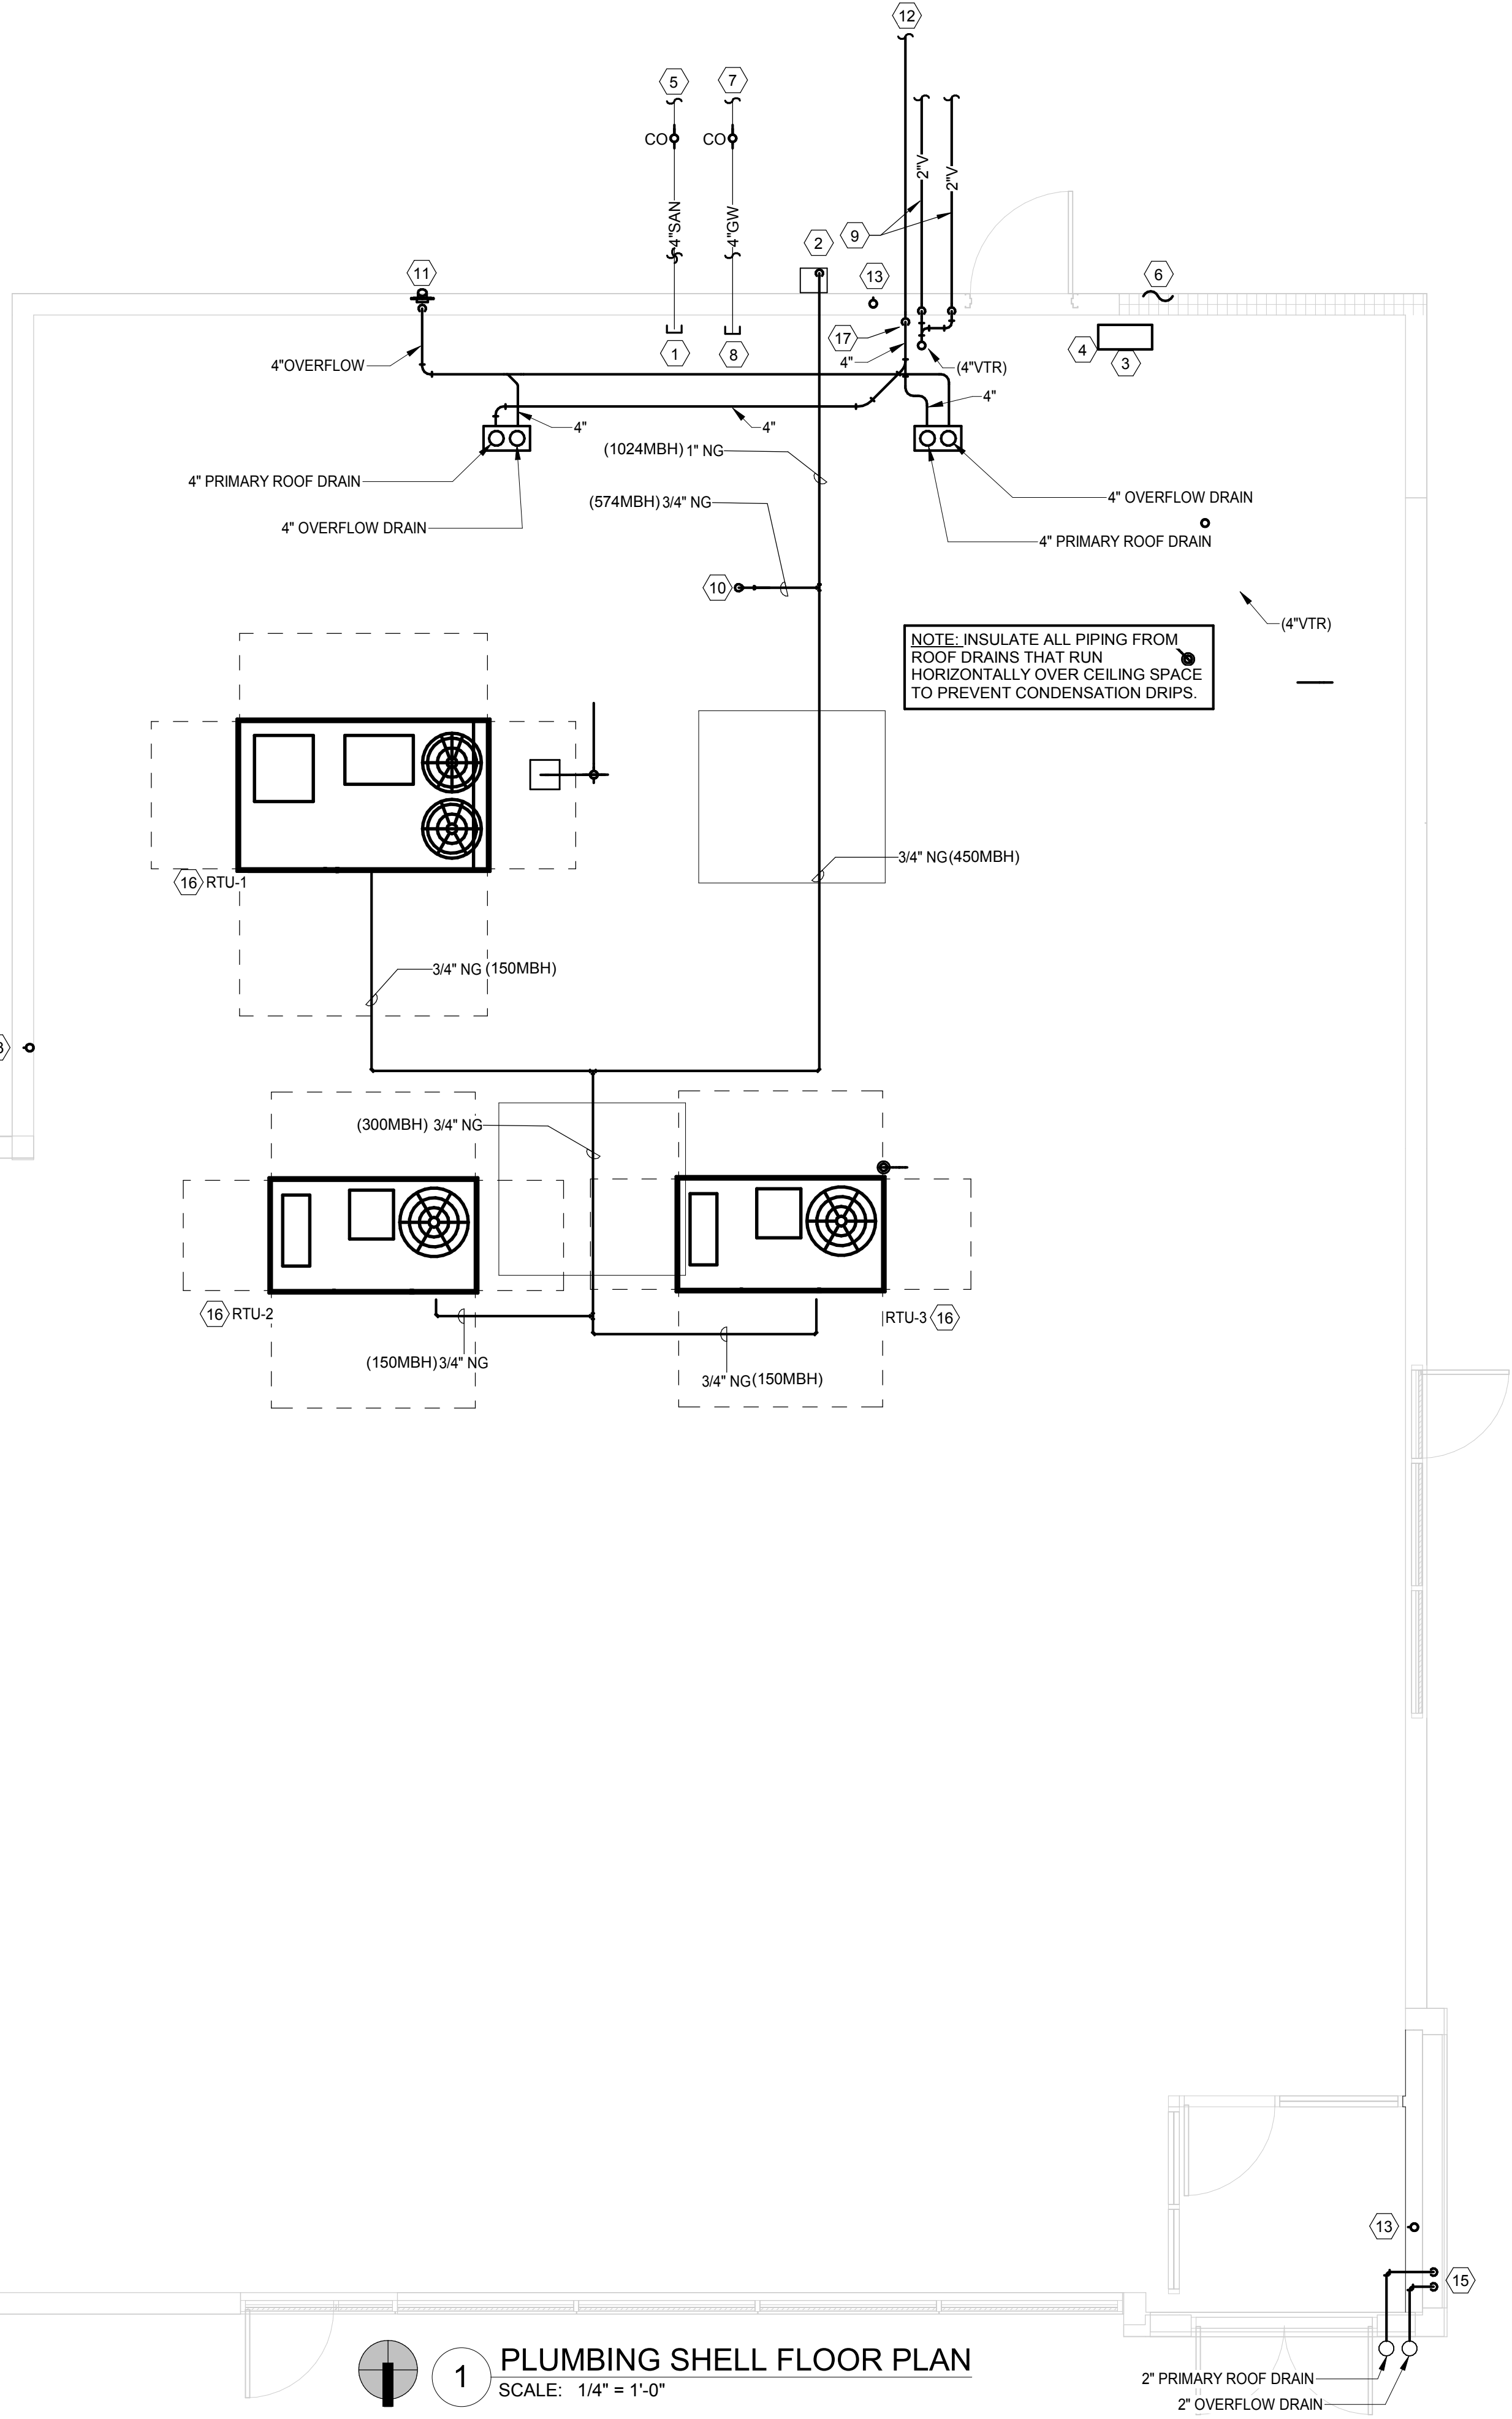 12
5
7
CO
CO
2"V
2"V
4"SAN
4"GW
2
9
13
11
6
17
4"
1
8
4
3
4"OVERFLOW
(4"VTR)
4"
4"
4"
(1024MBH) 1" NG
4" PRIMARY ROOF DRAIN
(574MBH) 3/4" NG
4" OVERFLOW DRAIN
4" OVERFLOW DRAIN
4" PRIMARY ROOF DRAIN
10
(4"VTR)
NOTE: INSULATE ALL PIPING FROM
ROOF DRAINS THAT RUN
HORIZONTALLY OVER CEILING SPACE
TO PREVENT CONDENSATION DRIPS.
3/4" NG (450MBH)
16 RTU-1
3/4" NG (150MBH)
(300MBH) 3/4" NG
16 RTU-2
RTU-3 16
(150MBH) 3/4" NG
3/4" NG (150MBH)
13
15
1
PLUMBING SHELL FLOOR PLAN
SCALE: 1/4" = 1'-0"
2" PRIMARY ROOF DRAIN
2" OVERFLOW DRAIN